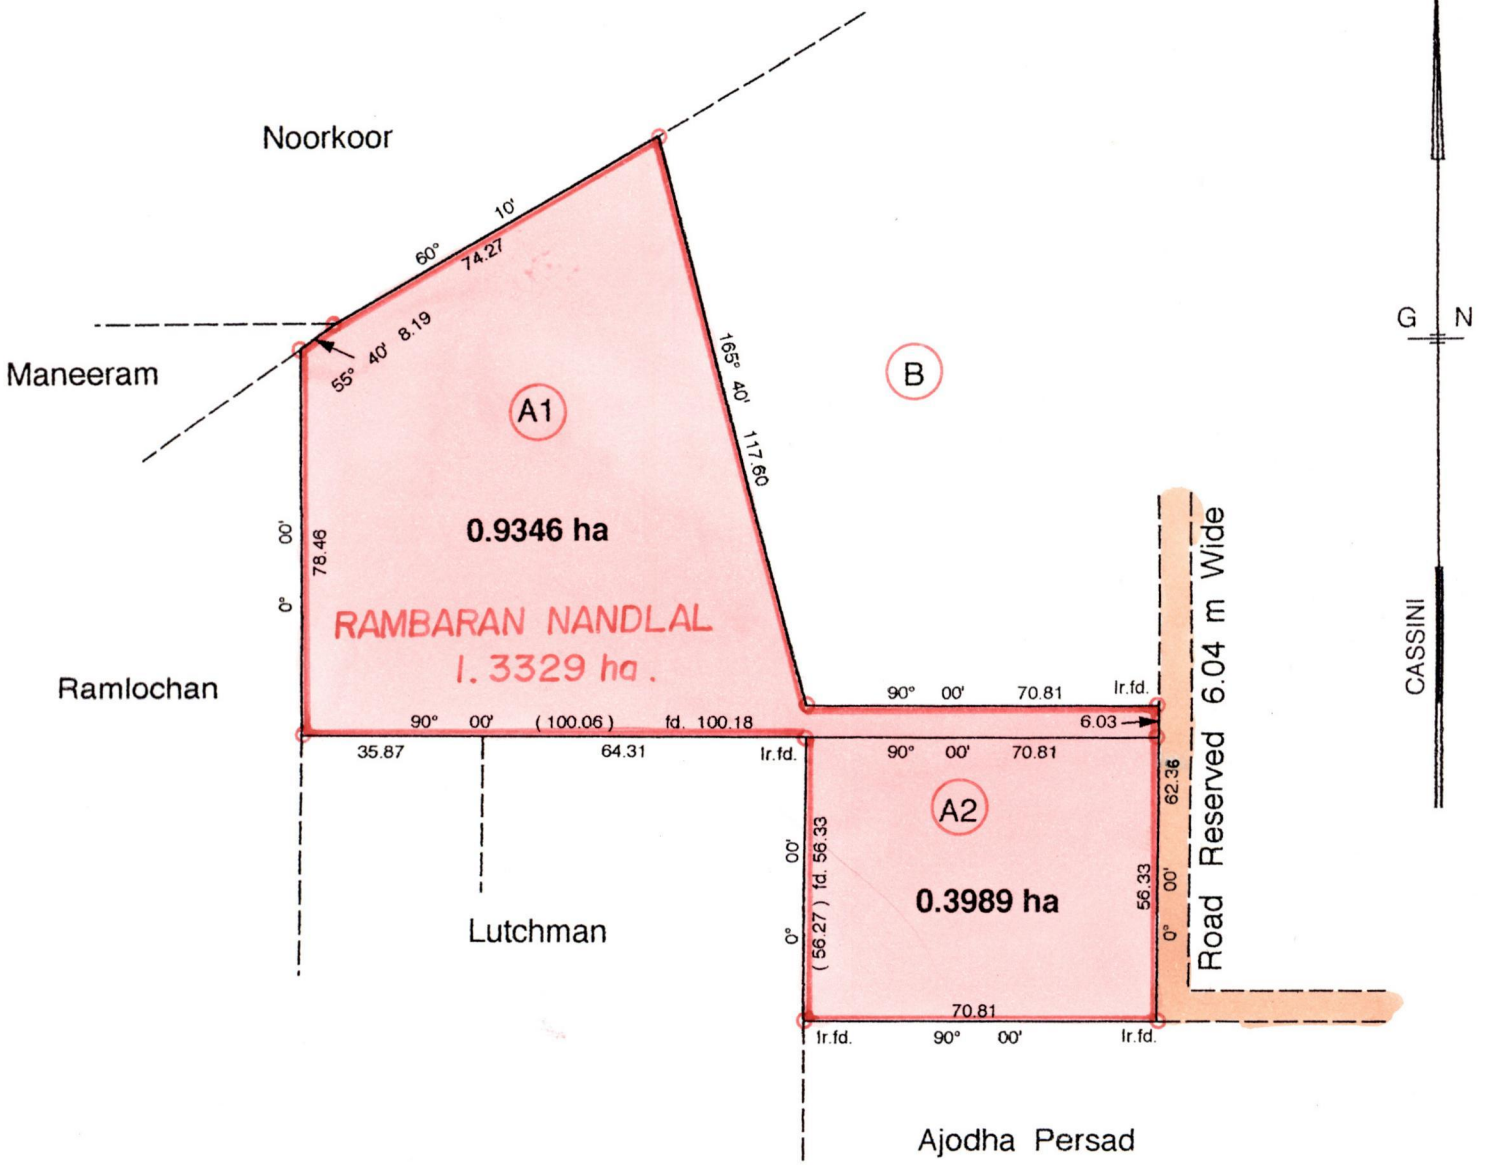 Noorkoor
60° 10'
74.27
G N
Maneeram
55° 40' 8.19
165° 40' 117.60
B
A1
0° 00'
78.46
0.9346 ha
RAMBARAN NANDLAL
1.3329 ha.
Ramlochan
CASSINI
Road Reserved 6.04 m Wide
90° 00' 70.81 Ir.fd.
90° 00' (100.06) fd. 100.18
6.03
35.87 64.31 Ir.fd.
90° 00' 70.81
62.36
A2
0° 00'
(56.27) fd. 56.33
0.3989 ha
56.33
0° 00'
Lutchman
70.81
Ir.fd. 90° 00' Ir.fd.
Ajodha Persad